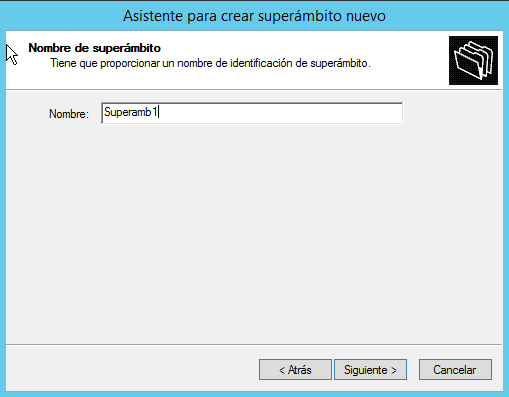 Asistente para crear superámbito nuevo
Nombre de superámbito
Tiene que proporcionar un nombre de identificación de superámbito.
Nombre: Superamb1
< Atrás Siguiente > Cancelar